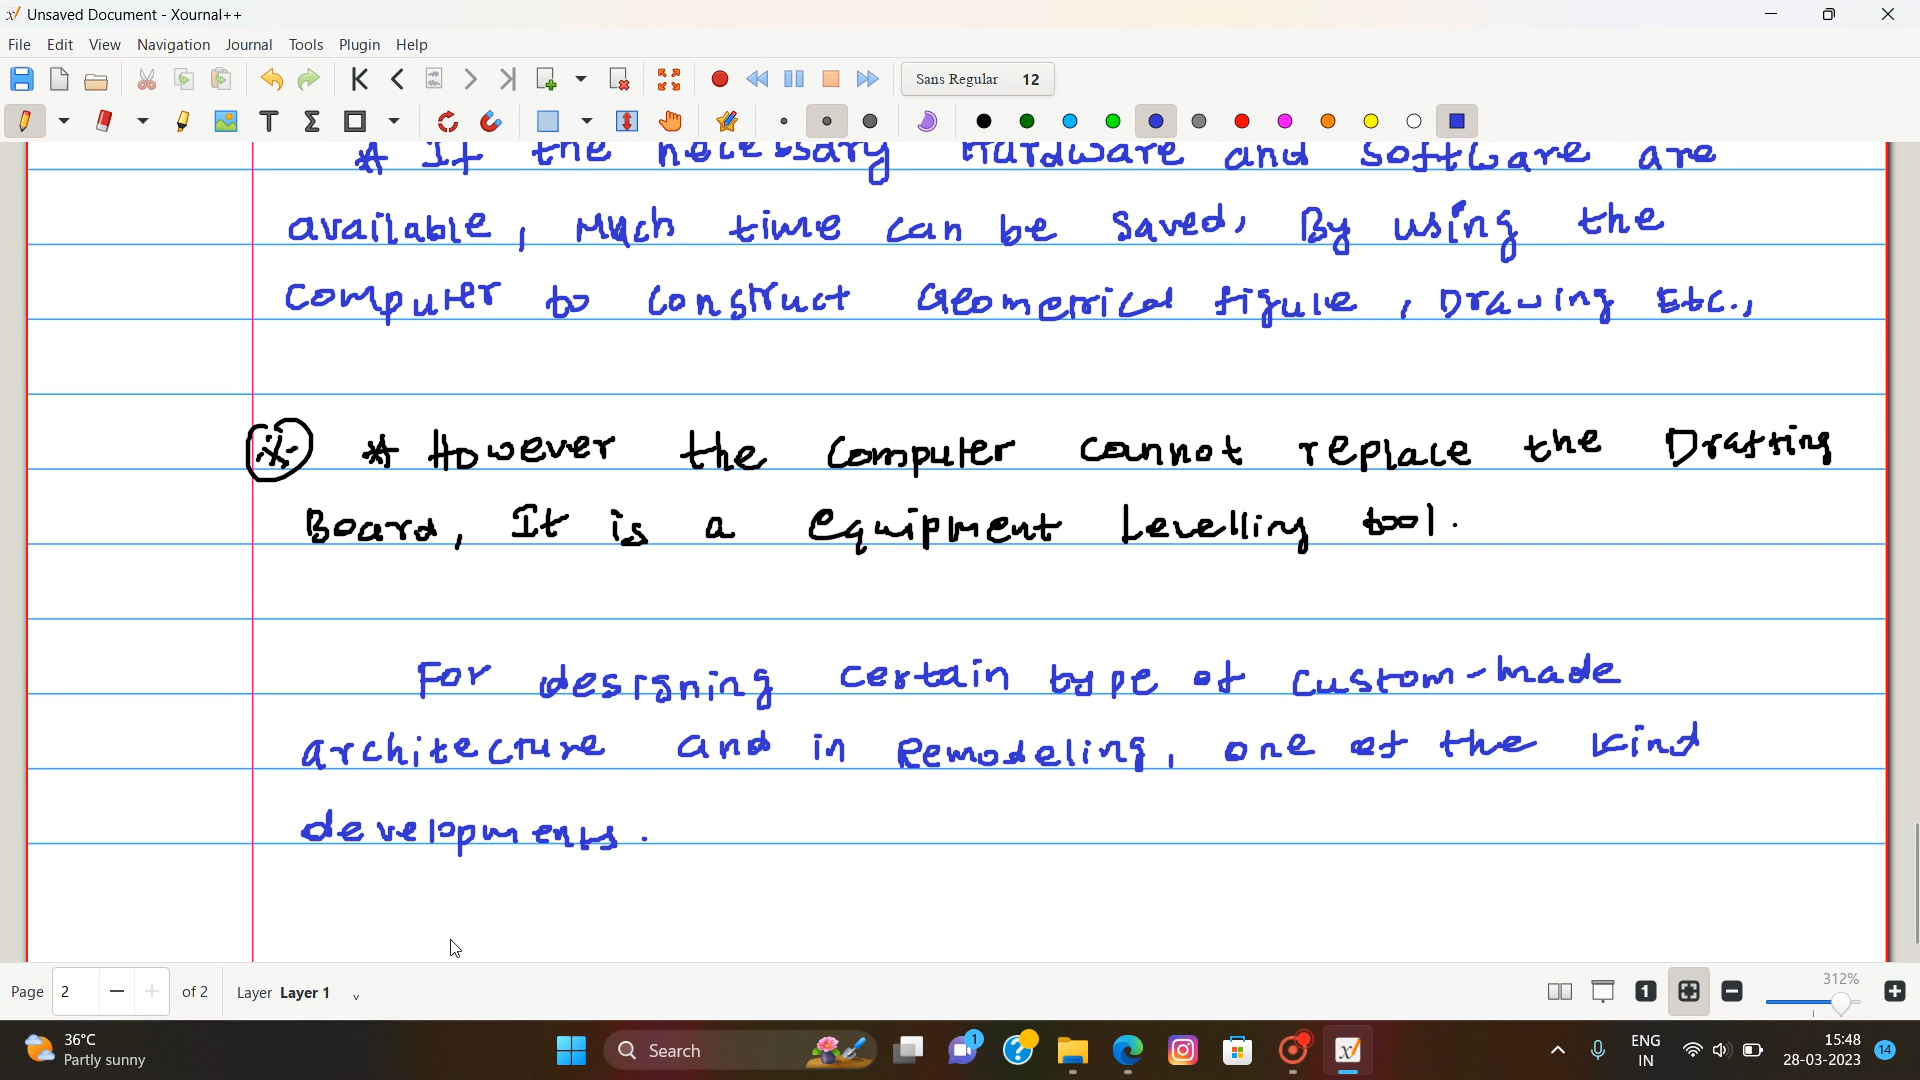 Unsaved Document - Xournal++
File Edit View Navigation Journal Tools Plugin Help
Sans Regular 12
* If the necessary Hardware and software are
available, Much time can be saved, By using the
computer to construct Geometrical figure, Drawing Etc.,
* However the computer cannot replace the Drafting
Board, It is a equipment Levelling tool.
For designing certain type of custom-made
architecture and in Remodeling, one of the kind
developments.
Page 2 of 2 Layer Layer 1 312%
36°C
Partly sunny
Search
1
ENG
IN
15:48
28-03-2023
14